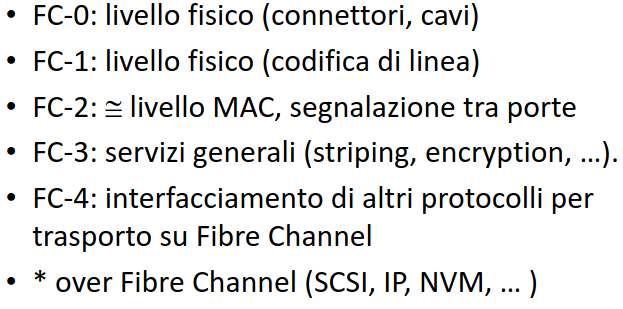 • FC-0: livello fisico (connettori, cavi)
• FC-1: livello fisico (codifica di linea)
• FC-2: ≅ livello MAC, segnalazione tra porte
• FC-3: servizi generali (striping, encryption, …).
• FC-4: interfacciamento di altri protocolli per
trasporto su Fibre Channel
• * over Fibre Channel (SCSI, IP, NVM, … )